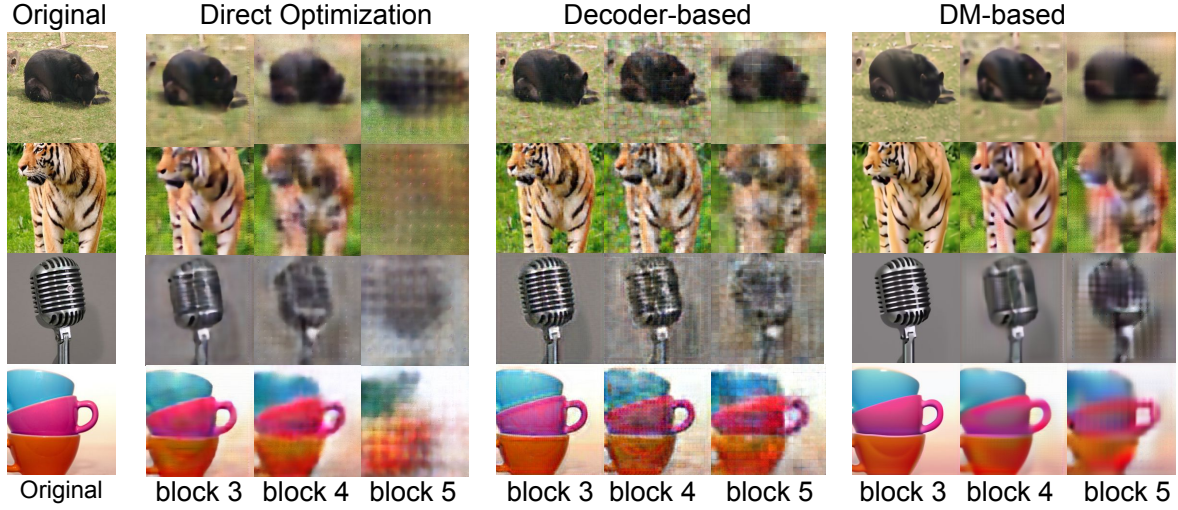 Original Direct Optimization Decoder-based DM-based
Original block 3 block 4 block 5 block 3 block 4 block 5 block 3 block 4 block 5